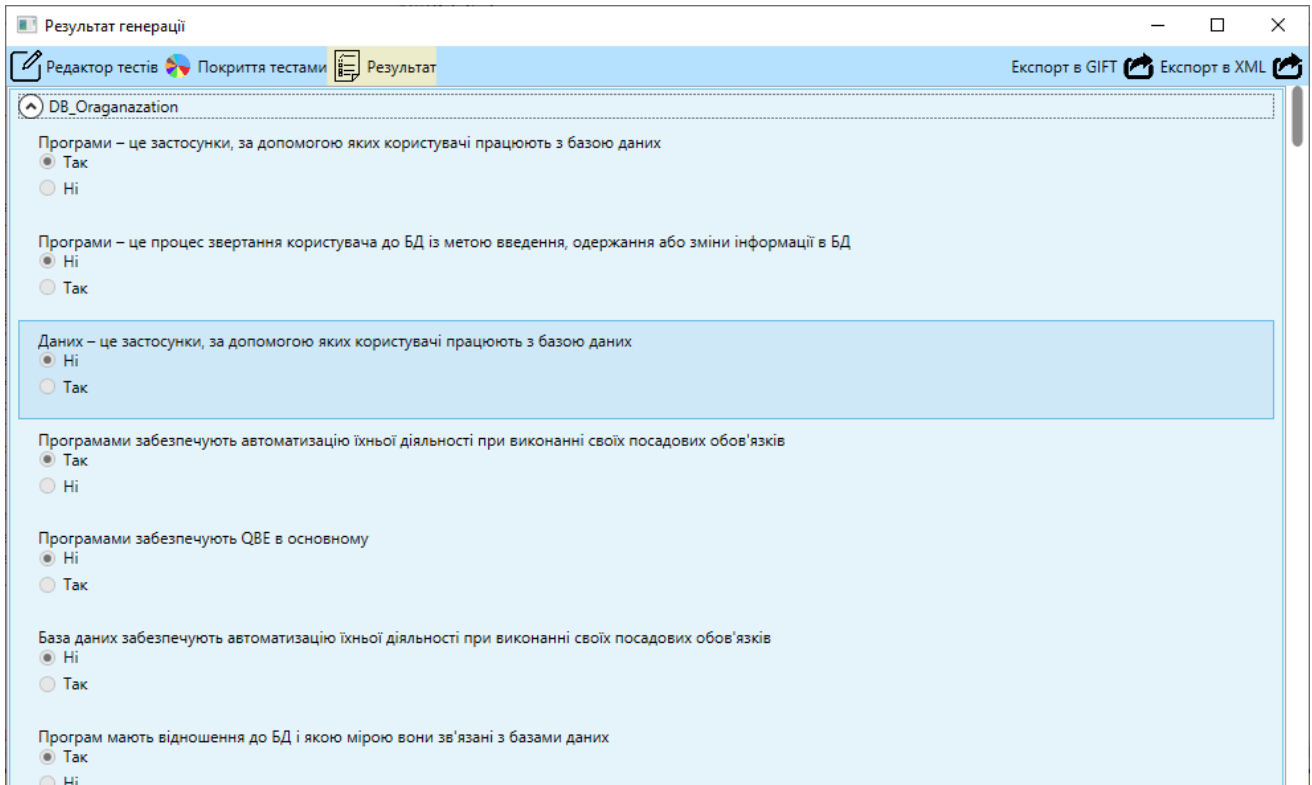 Результат генерації
Редактор тестів Покриття тестами Результат Експорт в GIFT Експорт в XML
DB_Oraganazation
Програми – це застосунки, за допомогою яких користувачі працюють з базою даних
Так
Ні
Програми – це процес звертання користувача до БД із метою введення, одержання або зміни інформації в БД
Ні
Так
Даних – це застосунки, за допомогою яких користувачі працюють з базою даних
Ні
Так
Програмами забезпечують автоматизацію їхньої діяльності при виконанні своїх посадових обов'язків
Так
Ні
Програмами забезпечують QBE в основному
Ні
Так
База даних забезпечують автоматизацію їхньої діяльності при виконанні своїх посадових обов'язків
Ні
Так
Програм мають відношення до БД і якою мірою вони зв'язані з базами даних
Так
Ні